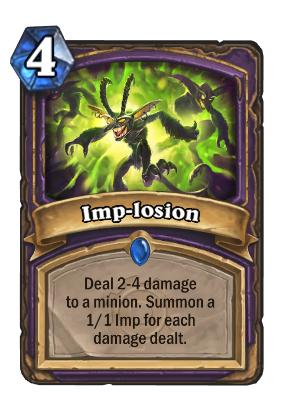 4
Imp-losion
Deal 2-4 damage
to a minion. Summon a
1/1 Imp for each
damage dealt.